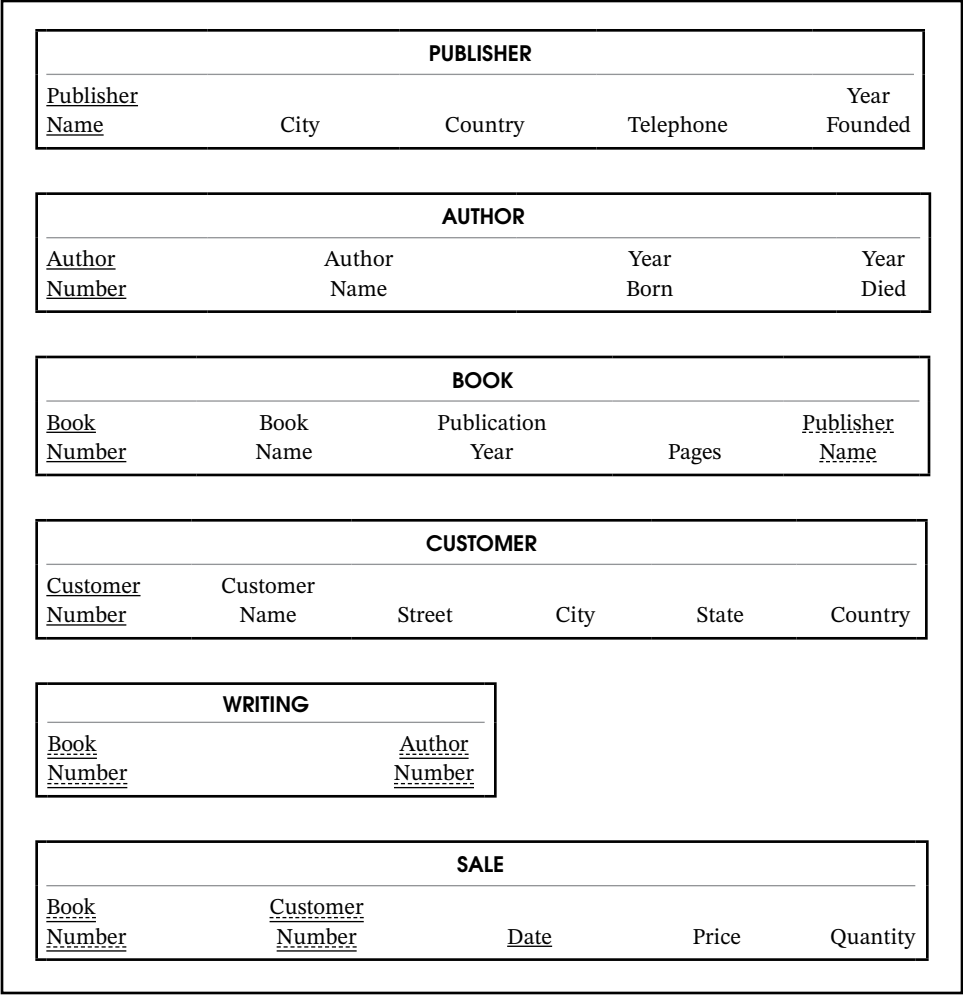 PUBLISHER
Publisher Year
Name City Country Telephone Founded
AUTHOR
Author Author Year Year
Number Name Born Died
BOOK
Book Book Publication Publisher
Number Name Year Pages Name
CUSTOMER
Customer Customer
Number Name Street City State Country
WRITING
Book Author
Number Number
SALE
Book Customer
Number Number Date Price Quantity